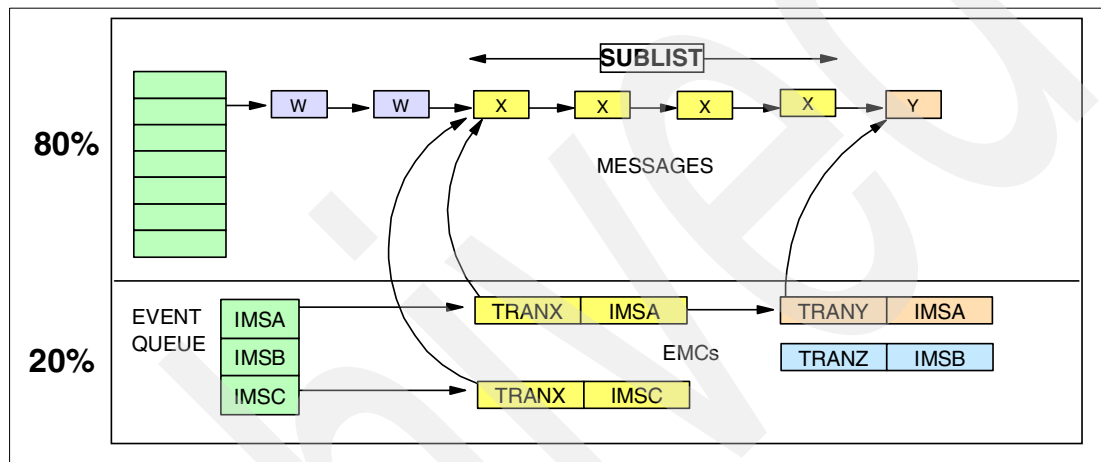 SUBLIST
W W X X X X Y
80%
MESSAGES
EVENT
QUEUE
IMSA
IMSB
IMSC
TRANX IMSA
TRANY IMSA
20%
EMCs
TRANZ IMSB
TRANX IMSC